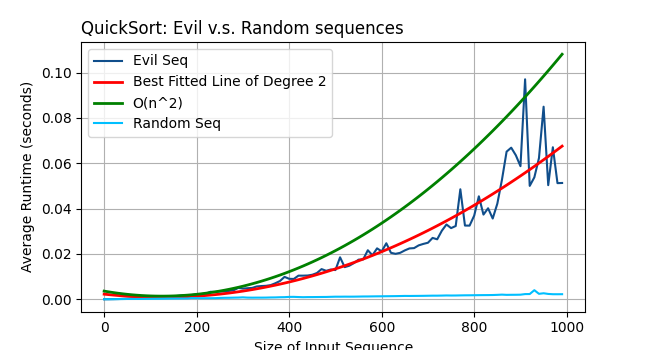 QuickSort: Evil v.s. Random sequences
Evil Seq
Best Fitted Line of Degree 2
O(n^2)
Random Seq
Average Runtime (seconds)
0.10
0.08
0.06
0.04
0.02
0.00
0 200 400 600 800 1000
Size of Input Sequence